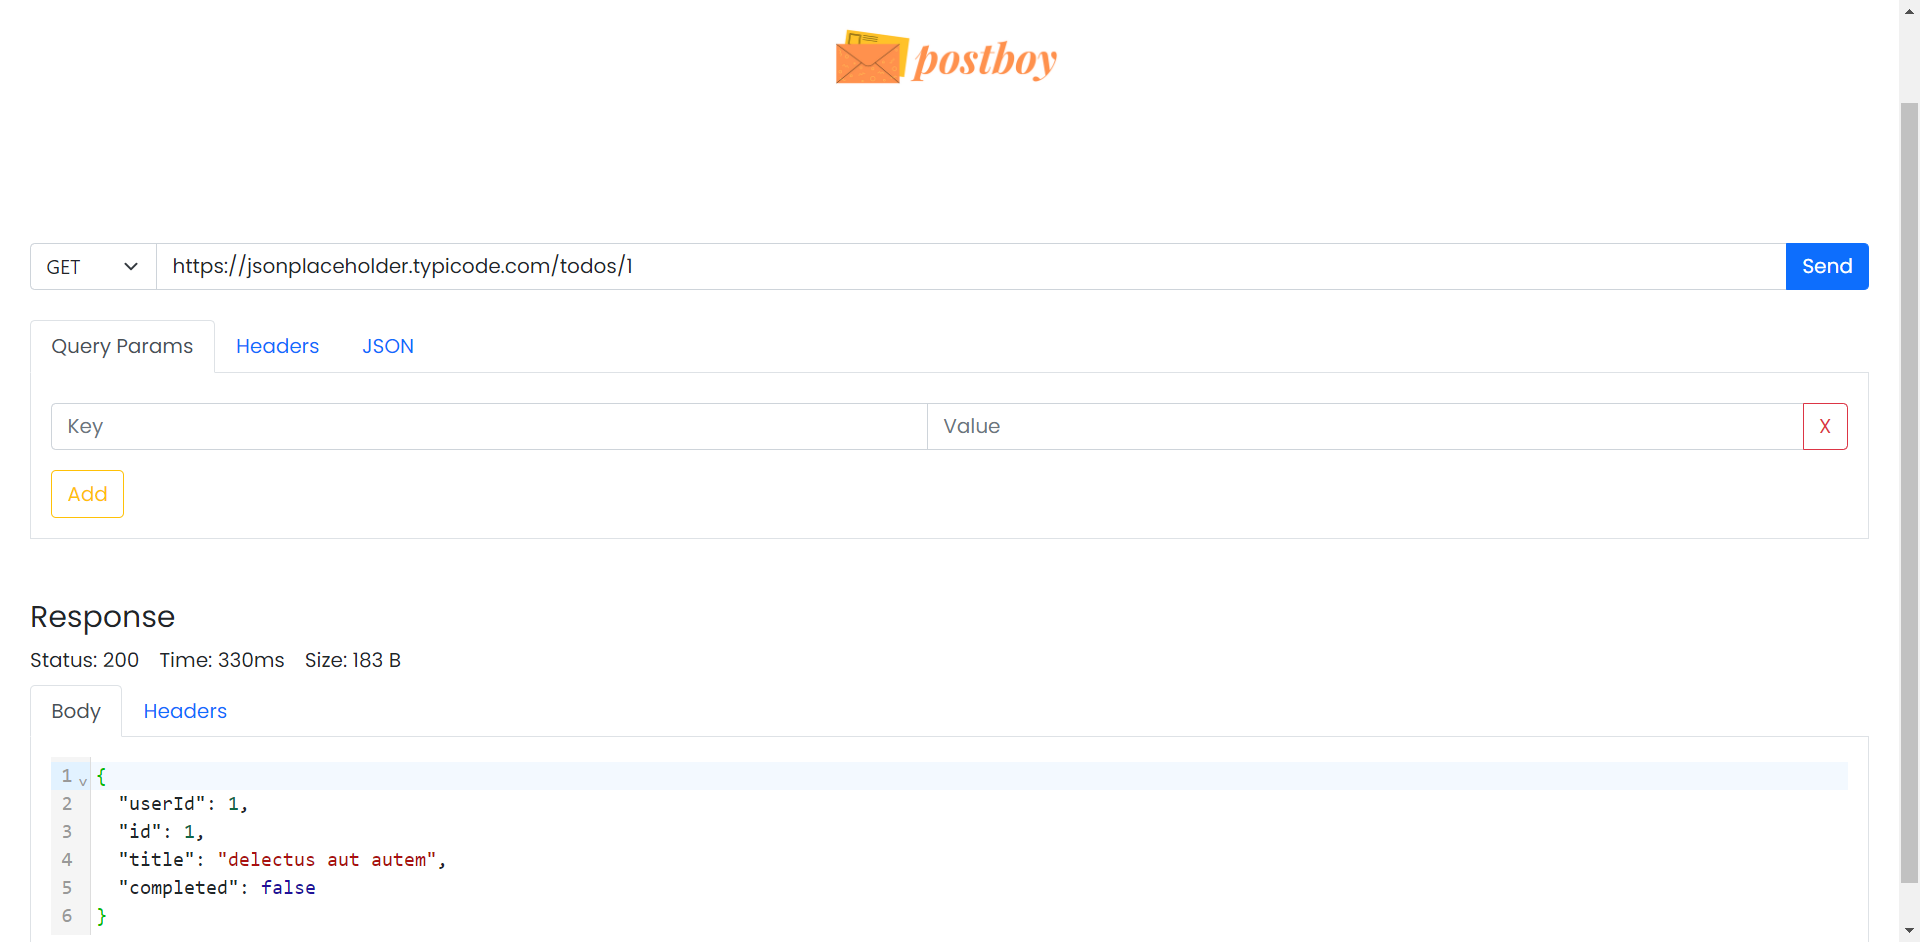 postboy
GET https://jsonplaceholder.typicode.com/todos/1 Send
Query Params Headers JSON
Key Value X
Add
Response
Status: 200 Time: 330ms Size: 183 B
Body Headers
1 {
2 "userId": 1,
3 "id": 1,
4 "title": "delectus aut autem",
5 "completed": false
6 }